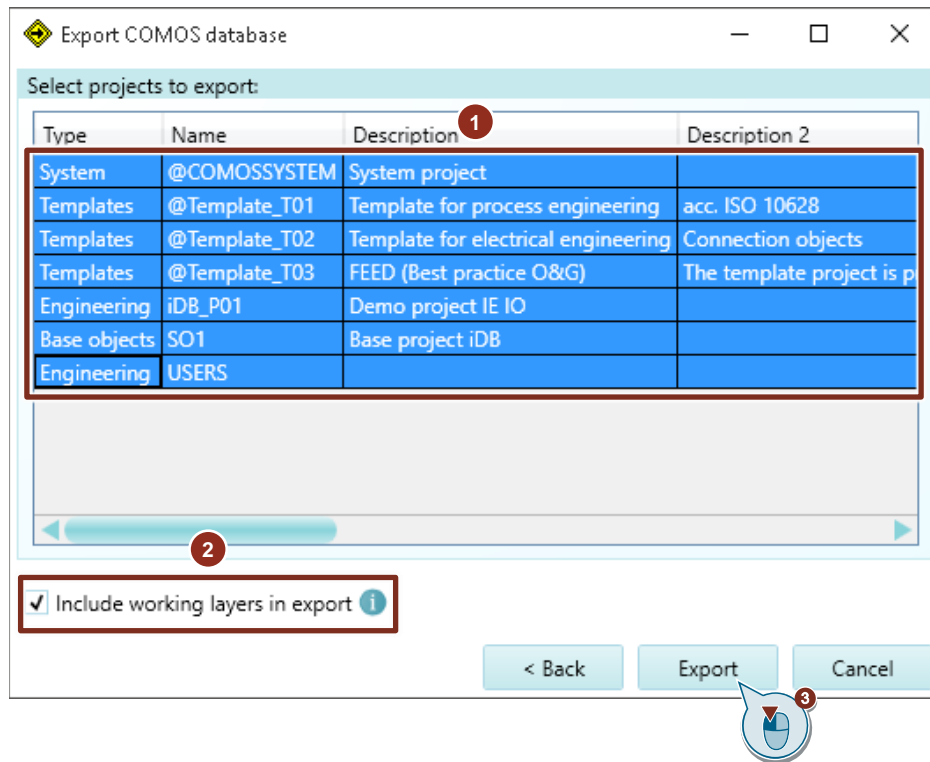 Export COMOS database
Select projects to export:
1
Type Name Description Description 2
System @COMOSSYSTEM System project
Templates @Template_T01 Template for process engineering acc. ISO 10628
Templates @Template_T02 Template for electrical engineering Connection objects
Templates @Template_T03 FEED (Best practice O&G) The template project is p
Engineering iDB_P01 Demo project IE IO
Base objects SO1 Base project iDB
Engineering USERS
2
Include working layers in export i
< Back Export Cancel
3